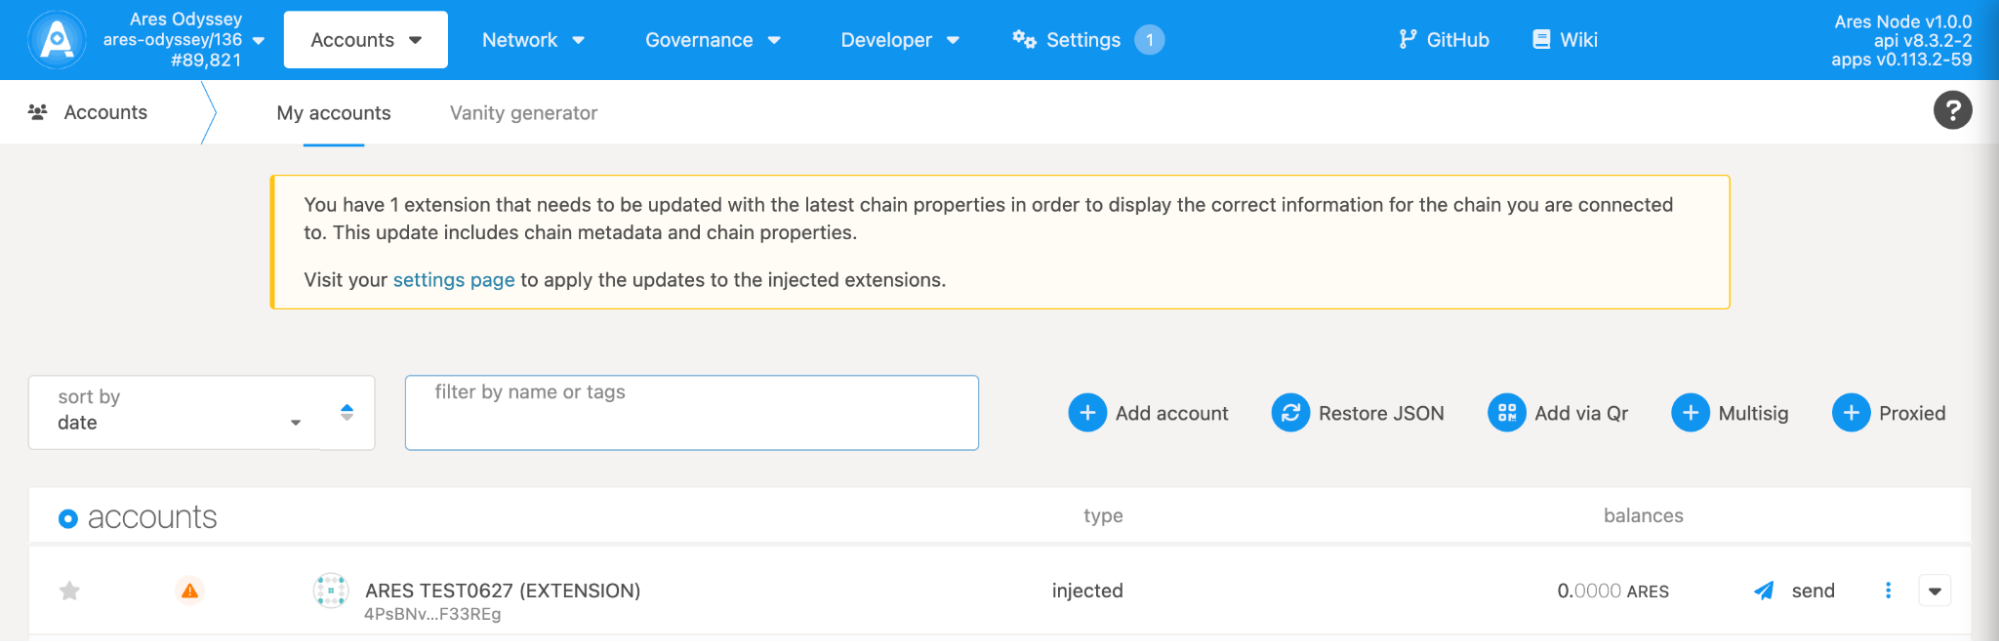 Ares Odyssey
ares-odyssey/136
#89,821
Accounts
Network
Governance
Developer
Settings 1
GitHub
Wiki
Ares Node v1.0.0
api v8.3.2-2
apps v0.113.2-59
Accounts
My accounts
Vanity generator
?
You have 1 extension that needs to be updated with the latest chain properties in order to display the correct information for the chain you are connected
to. This update includes chain metadata and chain properties.
Visit your settings page to apply the updates to the injected extensions.
sort by
date
filter by name or tags
Add account
Restore JSON
Add via Qr
Multisig
Proxied
accounts
type
balances
ARES TEST0627 (EXTENSION)
4PsBNv...F33REg
injected
0.0000 ARES
send